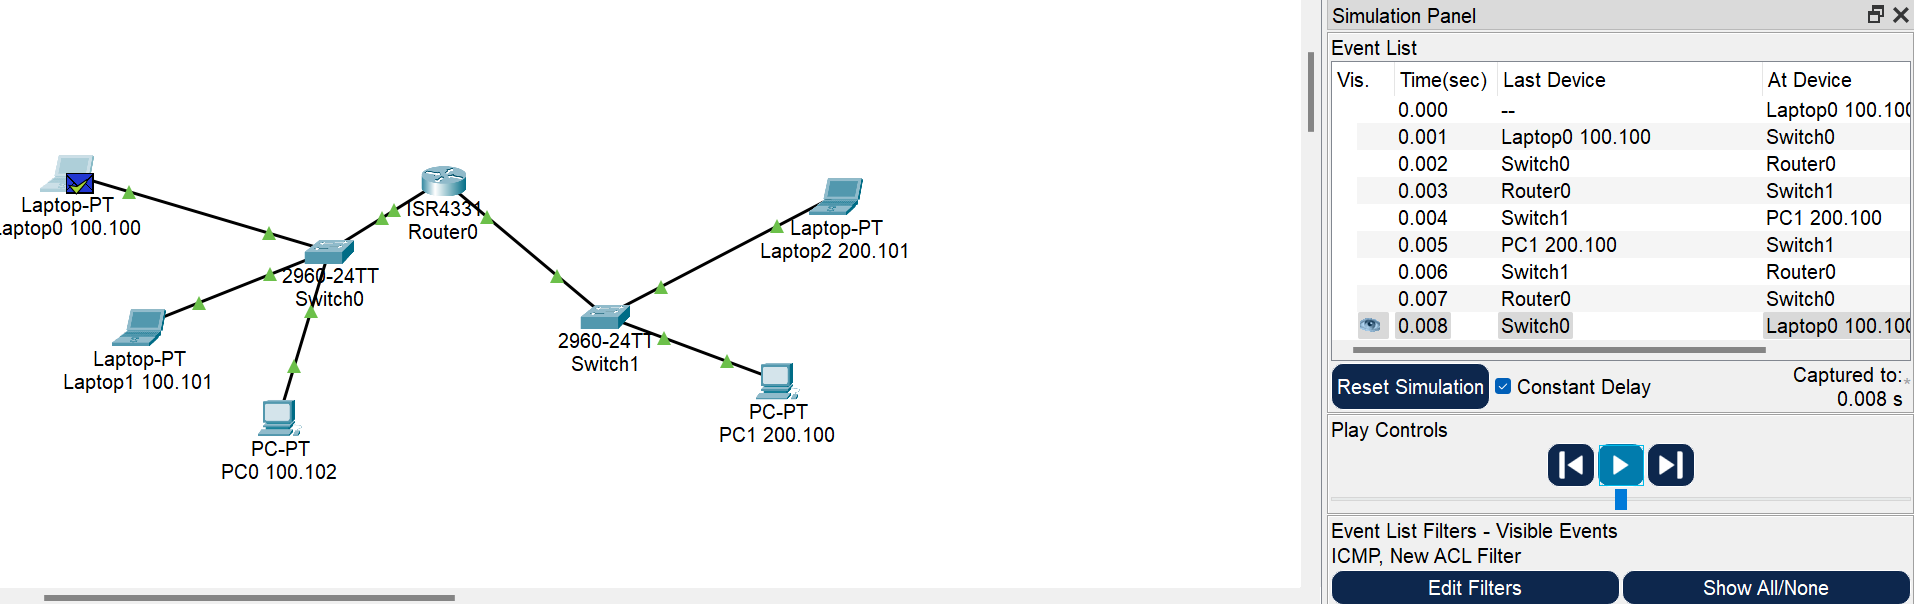 Laptop-PT
Laptop0 100.100
Laptop-PT
Laptop1 100.101
PC-PT
PC0 100.102
2960-24TT
Switch0
ISR4331
Router0
Laptop-PT
Laptop2 200.101
2960-24TT
Switch1
PC-PT
PC1 200.100
Simulation Panel
Event List
Vis. Time(sec) Last Device At Device
0.000 -- Laptop0 100.100
0.001 Laptop0 100.100 Switch0
0.002 Switch0 Router0
0.003 Router0 Switch1
0.004 Switch1 PC1 200.100
0.005 PC1 200.100 Switch1
0.006 Switch1 Router0
0.007 Router0 Switch0
0.008 Switch0 Laptop0 100.100
Reset Simulation Constant Delay Captured to:*
0.008 s
Play Controls
Event List Filters - Visible Events
ICMP, New ACL Filter
Edit Filters Show All/None